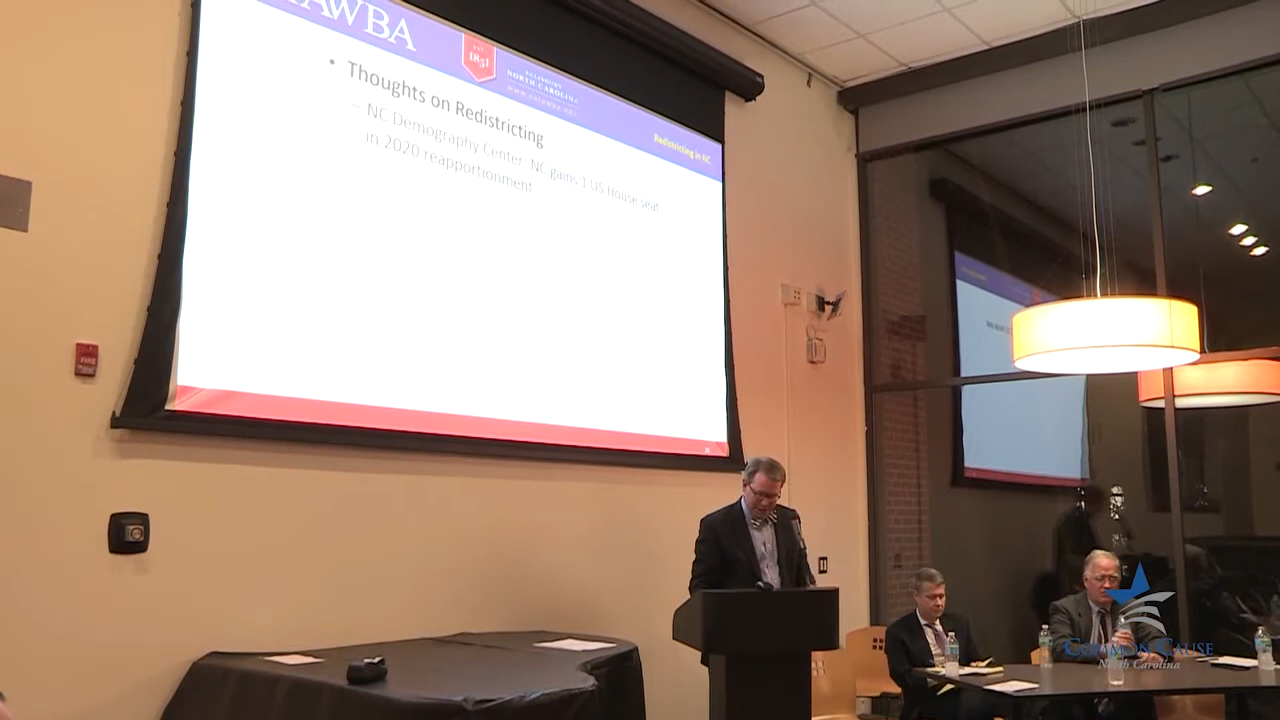 TAWBA
EST.
1851
SALISBURY
NORTH CAROLINA
www.catawba.edu
Redistricting in NC
• Thoughts on Redistricting
– NC Demography Center: NC gains 1 US House seat
in 2020 reapportionment
FIRE
COMMON CAUSE
North Carolina